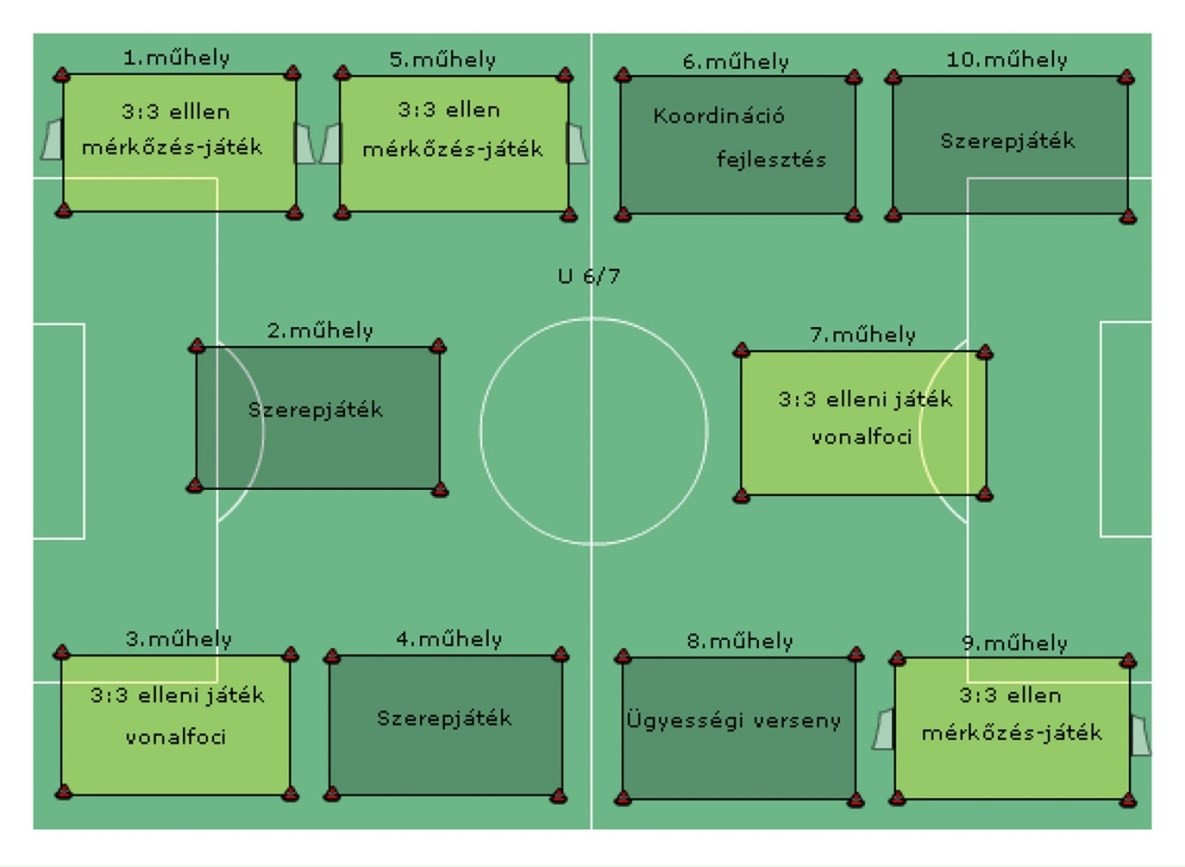 1.műhely
3:3 elllen
mérkőzés-játék
5.műhely
3:3 ellen
mérkőzés-játék
6.műhely
Koordináció
fejlesztés
10.műhely
Szerepjáték
U 6/7
2.műhely
Szerepjáték
7.műhely
3:3 elleni játék
vonalfoci
3.műhely
3:3 elleni játék
vonalfoci
4.műhely
Szerepjáték
8.műhely
Ügyességi verseny
9.műhely
3:3 ellen
mérkőzés-játék